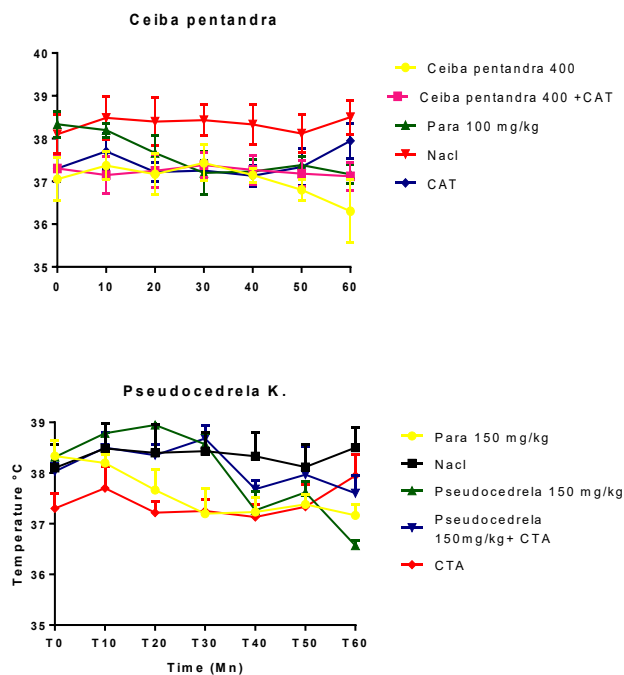 Ceiba pentandra
40
39
38
37
36
35
0 10 20 30 40 50 60
Ceiba pentandra 400
Ceiba pentandra 400 +CAT
Para 100 mg/kg
Nacl
CAT
Pseudocedrela K.
Temperature °C
39
38
37
36
35
T0 T10 T20 T30 T40 T50 T60
Time (Mn)
Para 150 mg/kg
Nacl
Pseudocedrela 150 mg/kg
Pseudocedrela
150mg/kg+ CTA
CTA